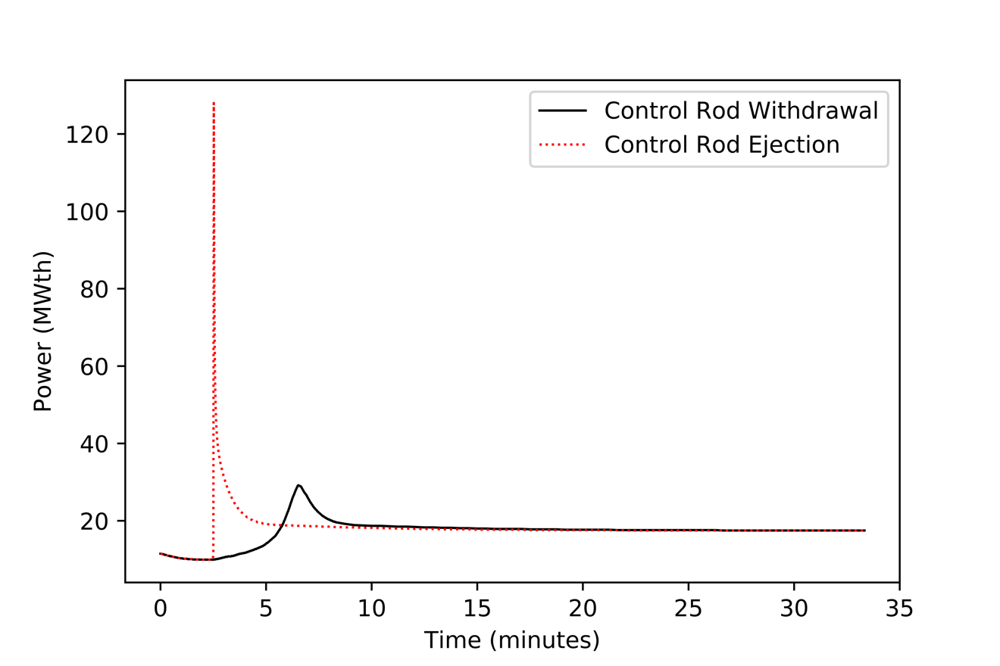 Control Rod Withdrawal
Control Rod Ejection
Power (MWth)
120
100
80
60
40
20
0 5 10 15 20 25 30 35
Time (minutes)